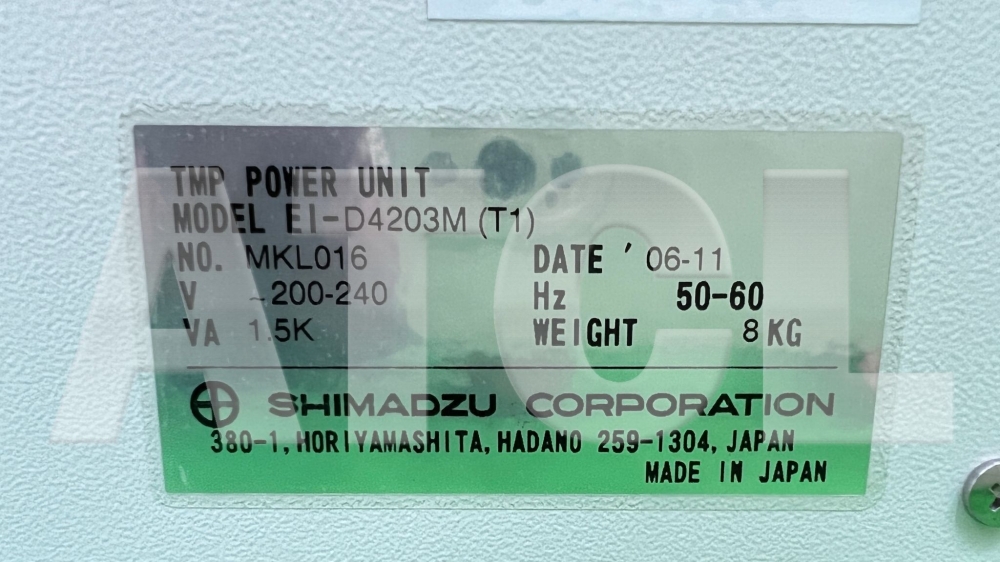 TMP POWER UNIT
MODEL EI-D4203M (T1)
NO. MKL016 DATE ' 06-11
V ~200-240 Hz 50-60
VA 1.5K WEIGHT 8 KG
SHIMADZU CORPORATION
380-1, HORIYAMASHITA, HADANO 259-1304, JAPAN
MADE IN JAPAN
ATCL